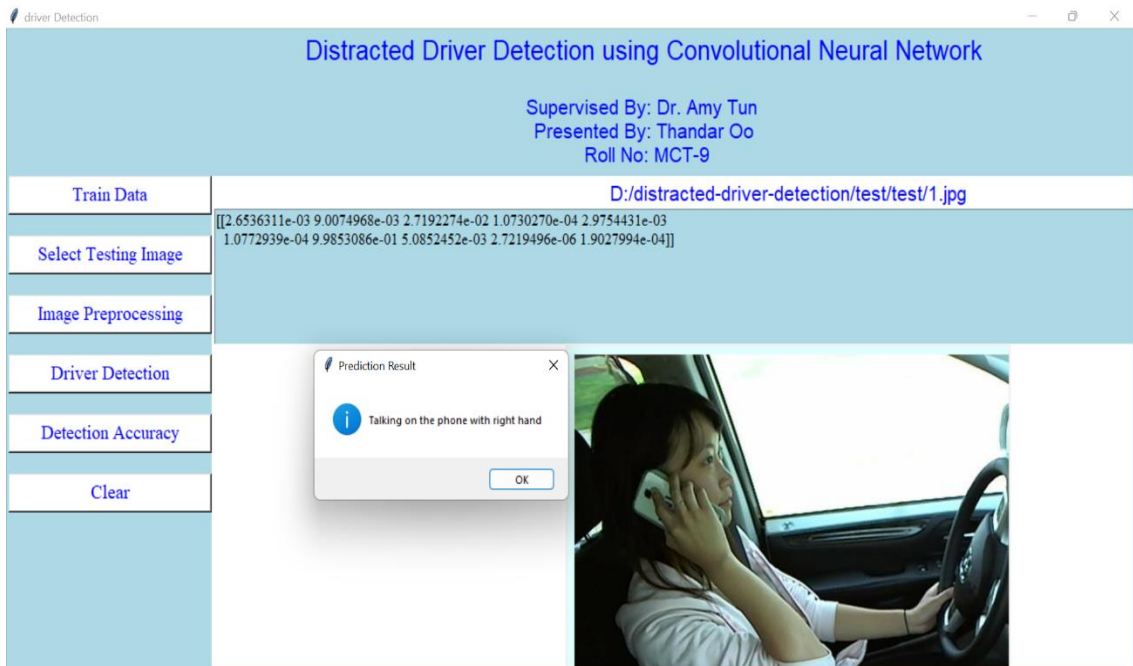 driver Detection
Distracted Driver Detection using Convolutional Neural Network
Supervised By: Dr. Amy Tun
Presented By: Thandar Oo
Roll No: MCT-9
Train Data
D:/distracted-driver-detection/test/test/1.jpg
[[2.6536311e-03 9.0074968e-03 2.7192274e-02 1.0730270e-04 2.9754431e-03
1.0772939e-04 9.9853086e-01 5.0852452e-03 2.7219496e-06 1.9027994e-04]]
Select Testing Image
Image Preprocessing
Driver Detection
Detection Accuracy
Clear
Prediction Result
Talking on the phone with right hand
OK